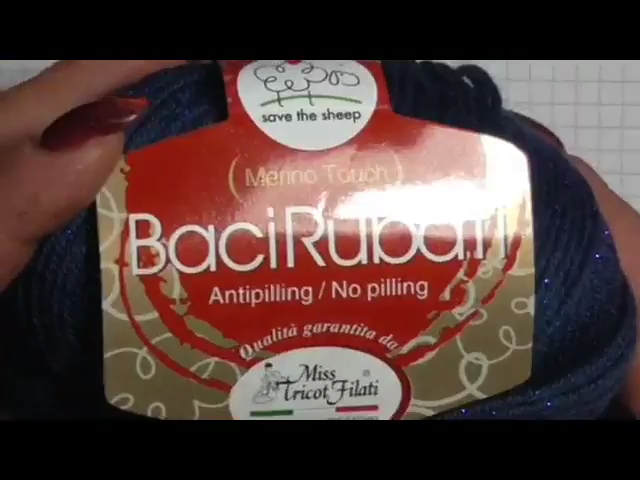 save the sheep
(Merino Touch)
BaciRubati
Antipilling / No pilling
Qualità garantita da
Miss
Tricot Filati